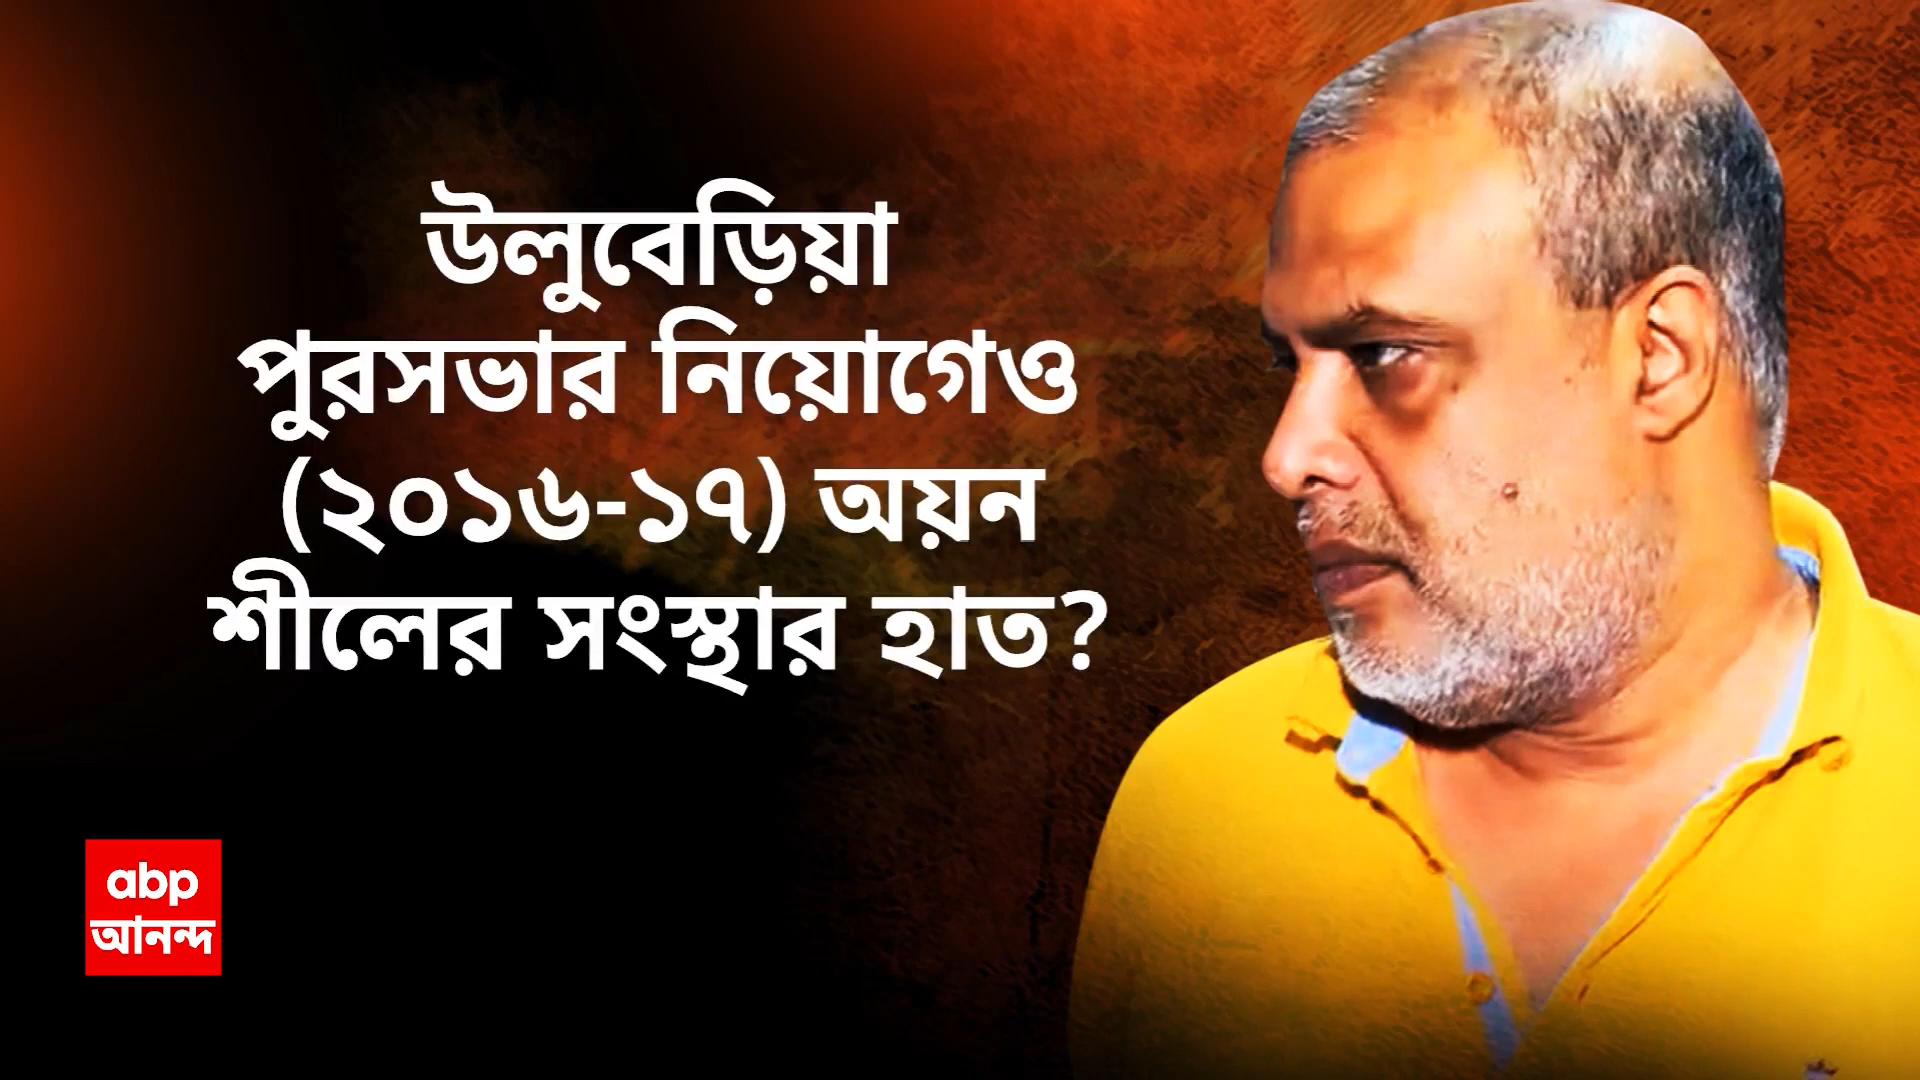 উলুবেড়িয়া
পুরসভার নিয়োগেও
(২০১৬-১৭) অয়ন
শীলের সংস্থার হাত?
abp
আনন্দ